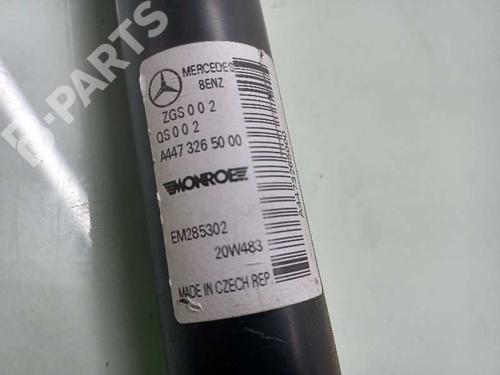 B-PARTS
MERCEDES
BENZ
ZGS 0 0 2
QS 0 0 2
A447 326 50 00
MONROE
EM285302
20W483
MADE IN CZECH REP.
A4473265000